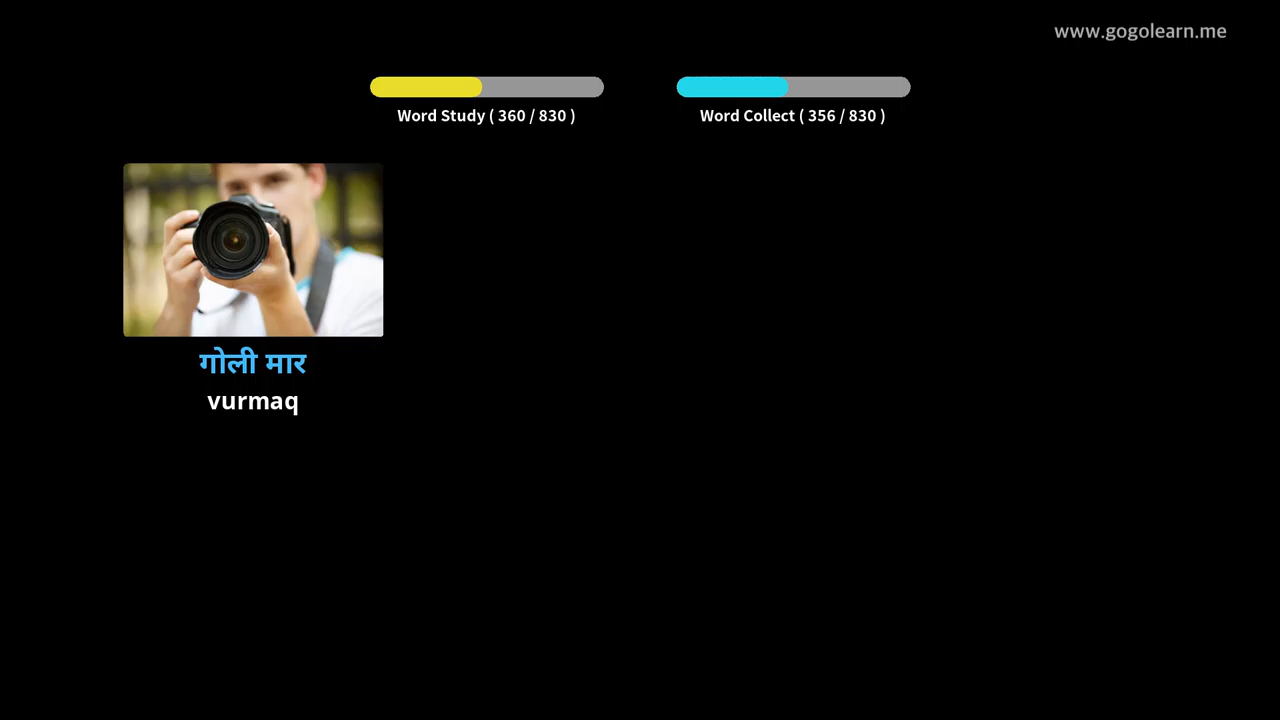 www.gogolearn.me
Word Study ( 360 / 830 )
Word Collect ( 356 / 830 )
गोली मार
vurmaq